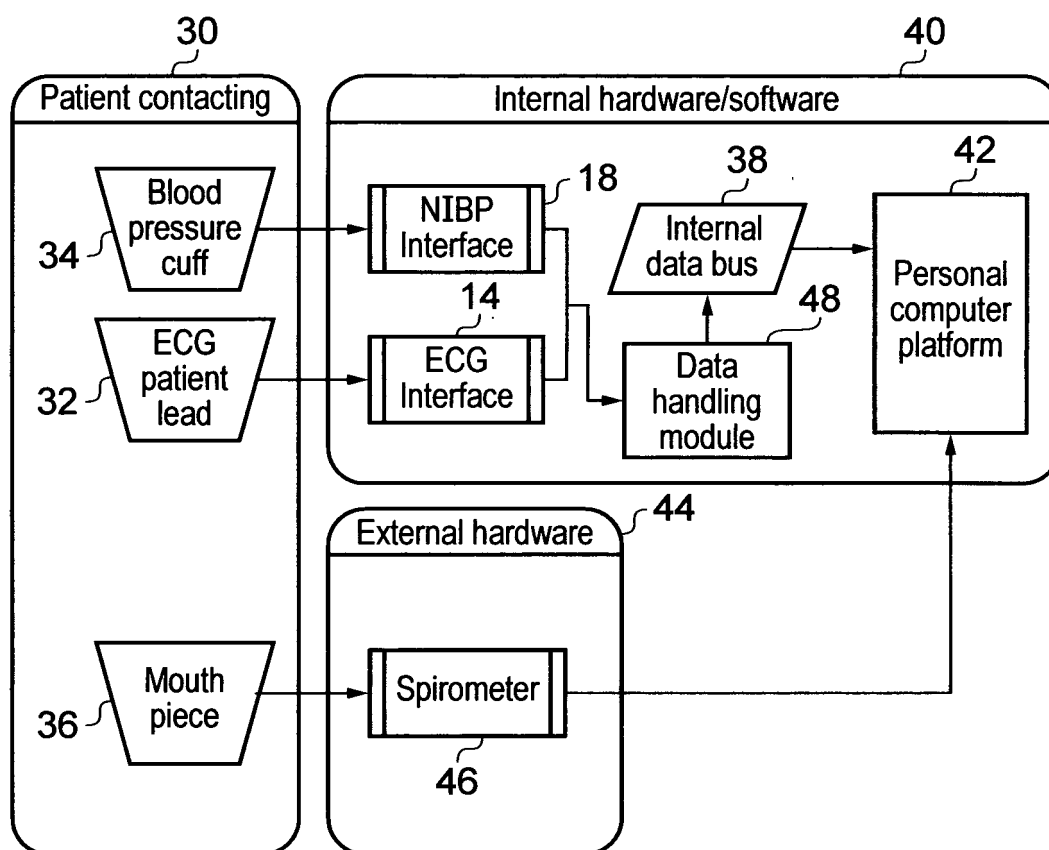 30
40
Patient contacting
Internal hardware/software
Blood
pressure
cuff
34
NIBP
Interface
18
38
Internal
data bus
42
Personal
computer
platform
14
ECG
patient
lead
32
ECG
Interface
48
Data
handling
module
44
External hardware
Mouth
piece
36
Spirometer
46